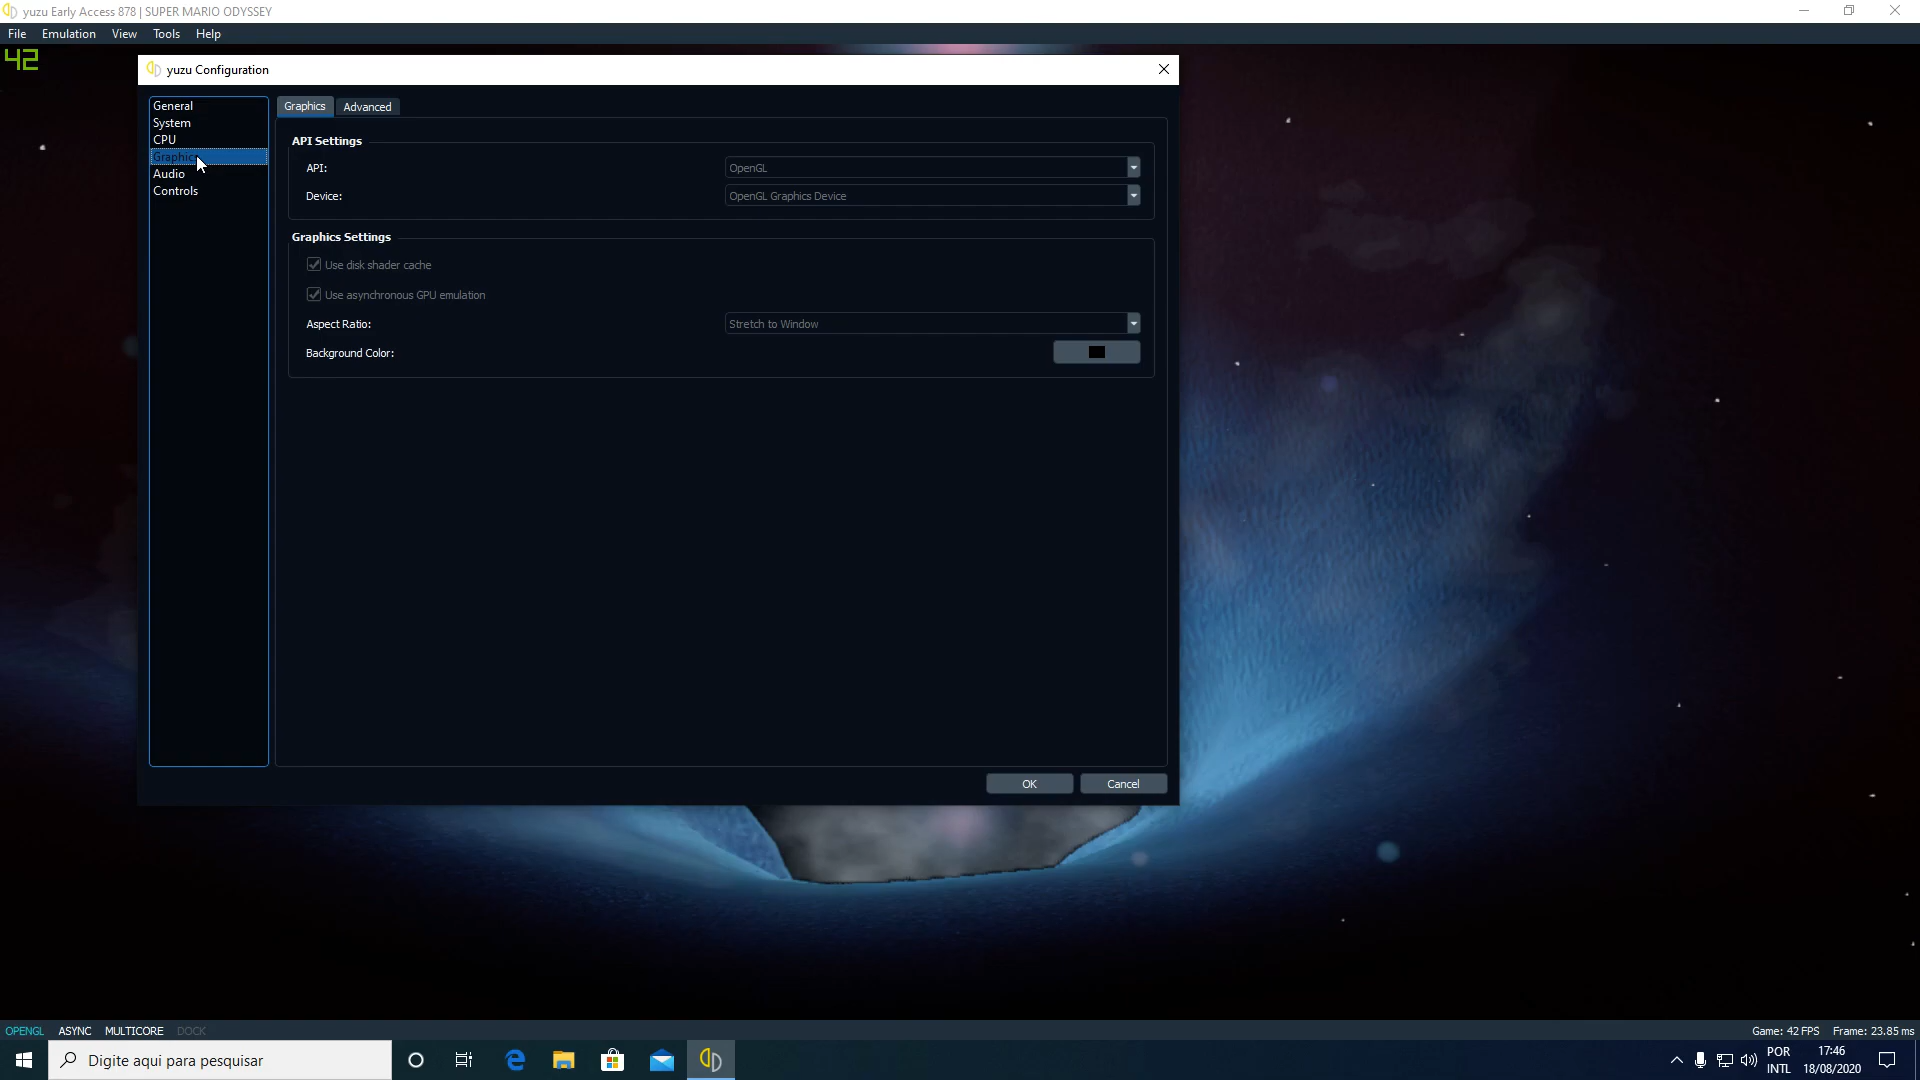 yuzu Early Access 878 | SUPER MARIO ODYSSEY
File Emulation View Tools Help
42
yuzu Configuration
General
System
CPU
Graphics
Audio
Controls
Graphics Advanced
API Settings
API: OpenGL
Device: OpenGL Graphics Device
Graphics Settings
Use disk shader cache
Use asynchronous GPU emulation
Aspect Ratio: Stretch to Window
Background Color:
OK Cancel
OPENGL ASYNC MULTICORE DOCK Game: 42 FPS Frame: 23.85 ms
Digite aqui para pesquisar
POR
INTL
17:46
18/08/2020